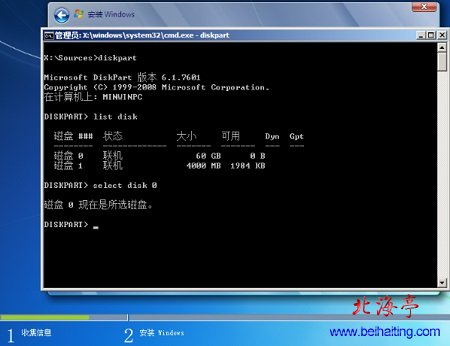 安装 Windows
管理员: X:\windows\system32\cmd.exe - diskpart
X:\Sources>diskpart
Microsoft DiskPart 版本 6.1.7601
Copyright (C) 1999-2008 Microsoft Corporation.
在计算机上: MININPC
DISKPART> list disk
磁盘 ### 状态 大小 可用 Dyn Gpt
-------- ------------- ------- ------- --- ---
磁盘 0 联机 60 GB 0 B
磁盘 1 联机 4000 MB 1984 KB
DISKPART> select disk 0
磁盘 0 现在是所选磁盘。
DISKPART> _
北海亭
www.beihaiting.com
1 收集信息 2 安装 Windows